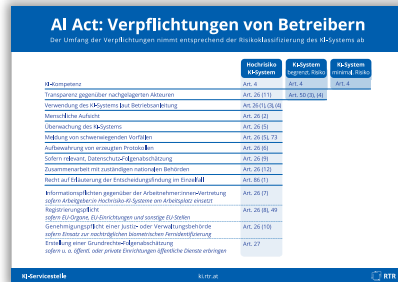 AI Act: Verpflichtungen von Betreibern
Der Umfang der Verpflichtungen nimmt entsprechend der Risikoklassifizierung des KI-Systems ab
Hochrisiko KI-System
KI-System begrenzt. Risiko
KI-System minimal. Risiko
KI-Kompetenz Art. 4 Art. 4 Art. 4
Transparenz gegenüber nachgelagerten Akteuren Art. 26 (11) Art. 50 (3), (4)
Verwendung des KI-Systems laut Betriebsanleitung Art. 26 (1), (3), (4)
Menschliche Aufsicht Art. 26 (2)
Überwachung des KI-Systems Art. 26 (5)
Meldung von schwerwiegenden Vorfällen Art. 26 (5), 73
Aufbewahrung von erzeugten Protokollen Art. 26 (6)
Sofern relevant, Datenschutz-Folgenabschätzung Art. 26 (9)
Zusammenarbeit mit zuständigen nationalen Behörden Art. 26 (12)
Recht auf Erläuterung der Entscheidungsfindung im Einzelfall Art. 86 (1)
Informationspflichten gegenüber der Arbeitnehmer:innen-Vertretung Art. 26 (7)
sofern Arbeitgeber:in Hochrisiko-KI-Systeme am Arbeitsplatz einsetzt
Registrierungspflicht Art. 26 (8), 49
sofern EU-Organe, EU-Einrichtungen und sonstige EU-Stellen
Genehmigungspflicht einer Justiz- oder Verwaltungsbehörde Art. 26 (10)
sofern Einsatz zur nachträglichen biometrischen Fernidentifizierung
Erstellung einer Grundrechte-Folgenabschätzung Art. 27
sofern u. a. öffentl. oder private Einrichtungen öffentliche Dienste erbringen
KI-Servicestelle ki.rtr.at RTR